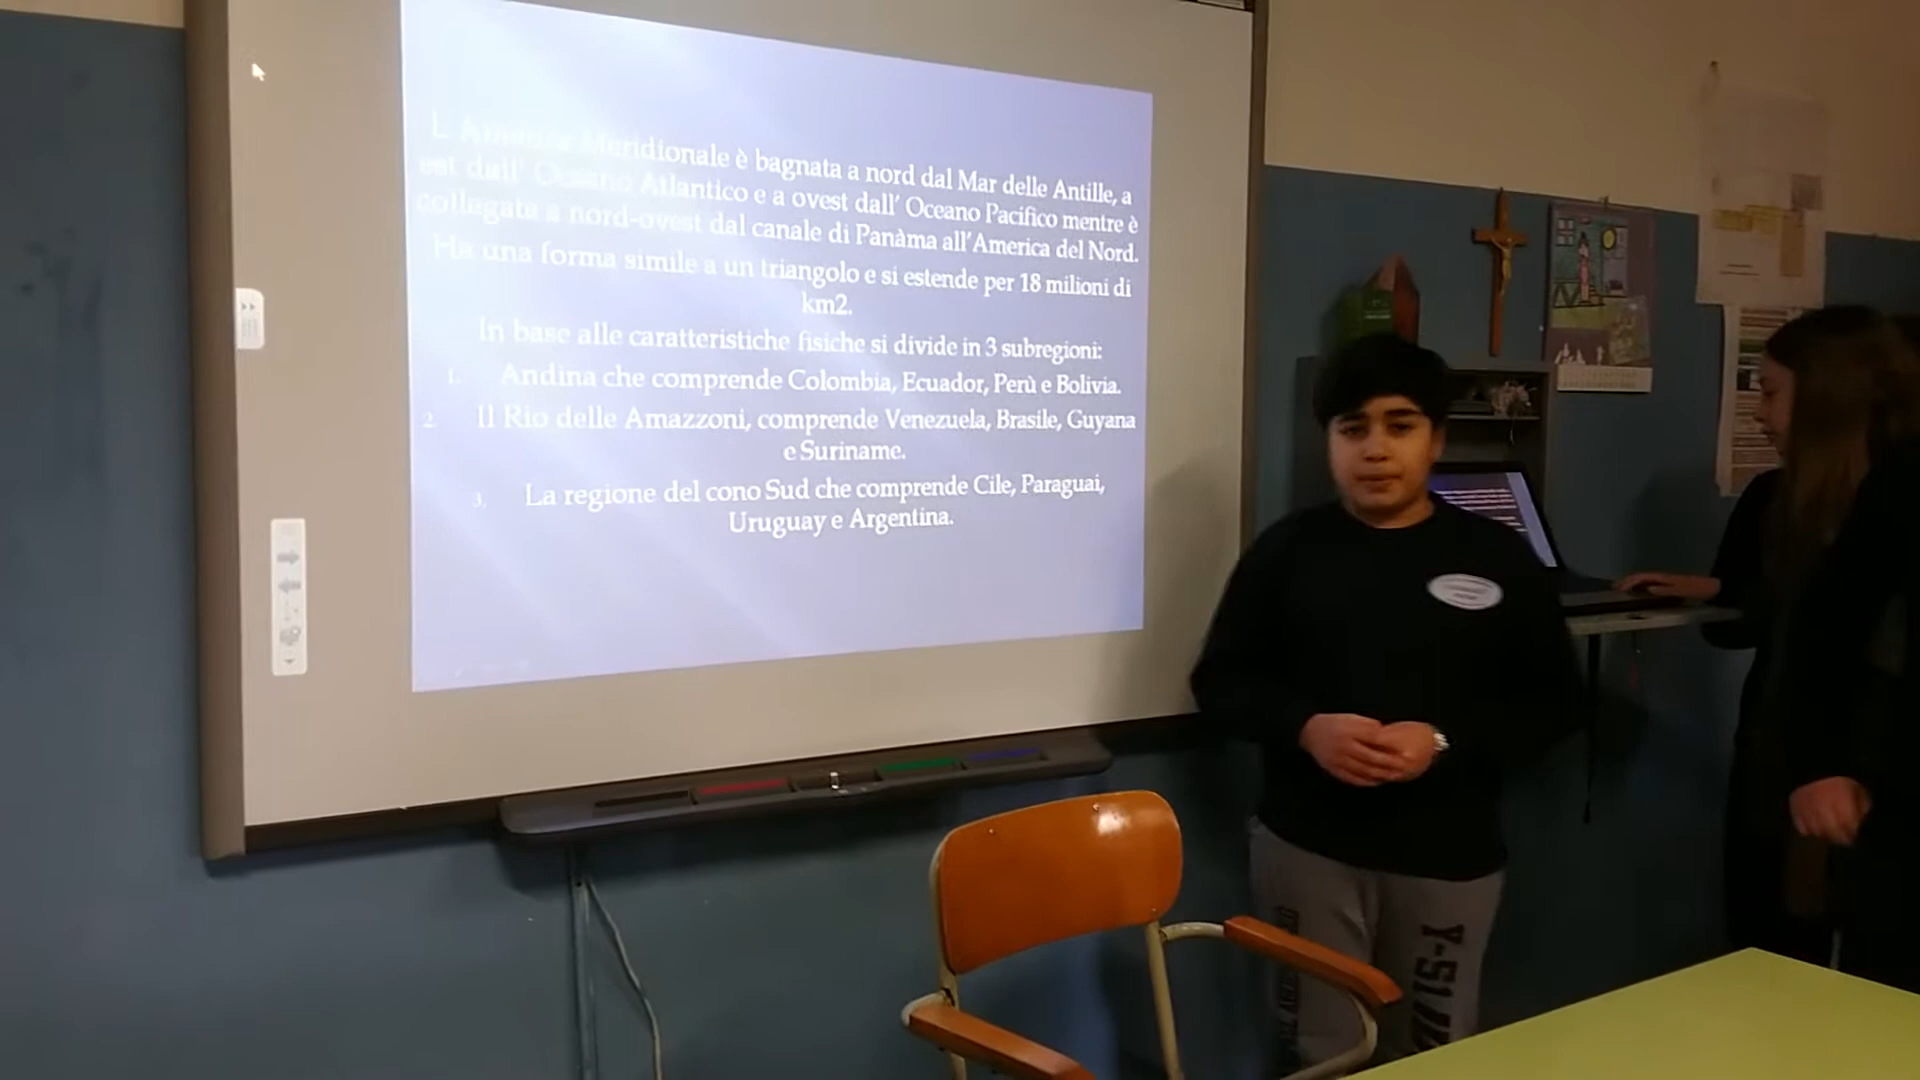 L'America Meridionale è bagnata a nord dal Mar delle Antille, a
est dall' Oceano Atlantico e a ovest dall' Oceano Pacifico mentre è
collegata a nord-ovest dal canale di Panàma all'America del Nord.
Ha una forma simile a un triangolo e si estende per 18 milioni di
km2.
In base alle caratteristiche fisiche si divide in 3 subregioni:
1. Andina che comprende Colombia, Ecuador, Perù e Bolivia.
2. Il Rio delle Amazzoni, comprende Venezuela, Brasile, Guyana
e Suriname.
3. La regione del cono Sud che comprende Cile, Paraguai,
Uruguay e Argentina.